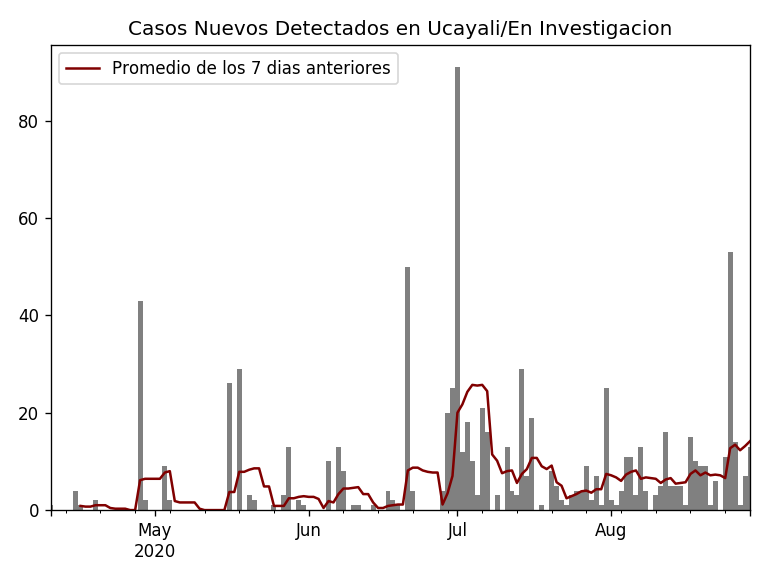 Casos Nuevos Detectados en Ucayali/En Investigacion
Promedio de los 7 dias anteriores
80
60
40
20
0
May Jun Jul Aug
2020